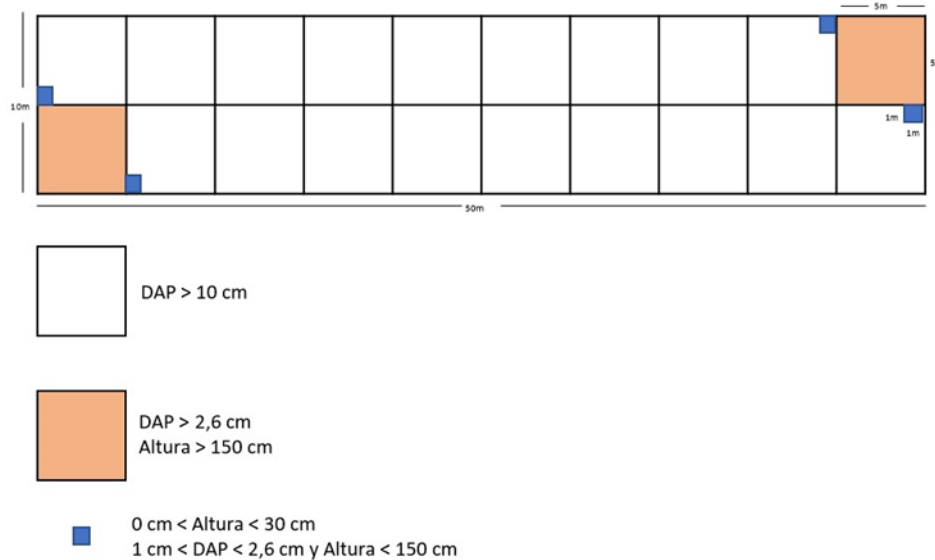 5m
5
10m
1m
1m
50m
DAP > 10 cm
DAP > 2,6 cm
Altura > 150 cm
0 cm < Altura < 30 cm
1 cm < DAP < 2,6 cm y Altura < 150 cm